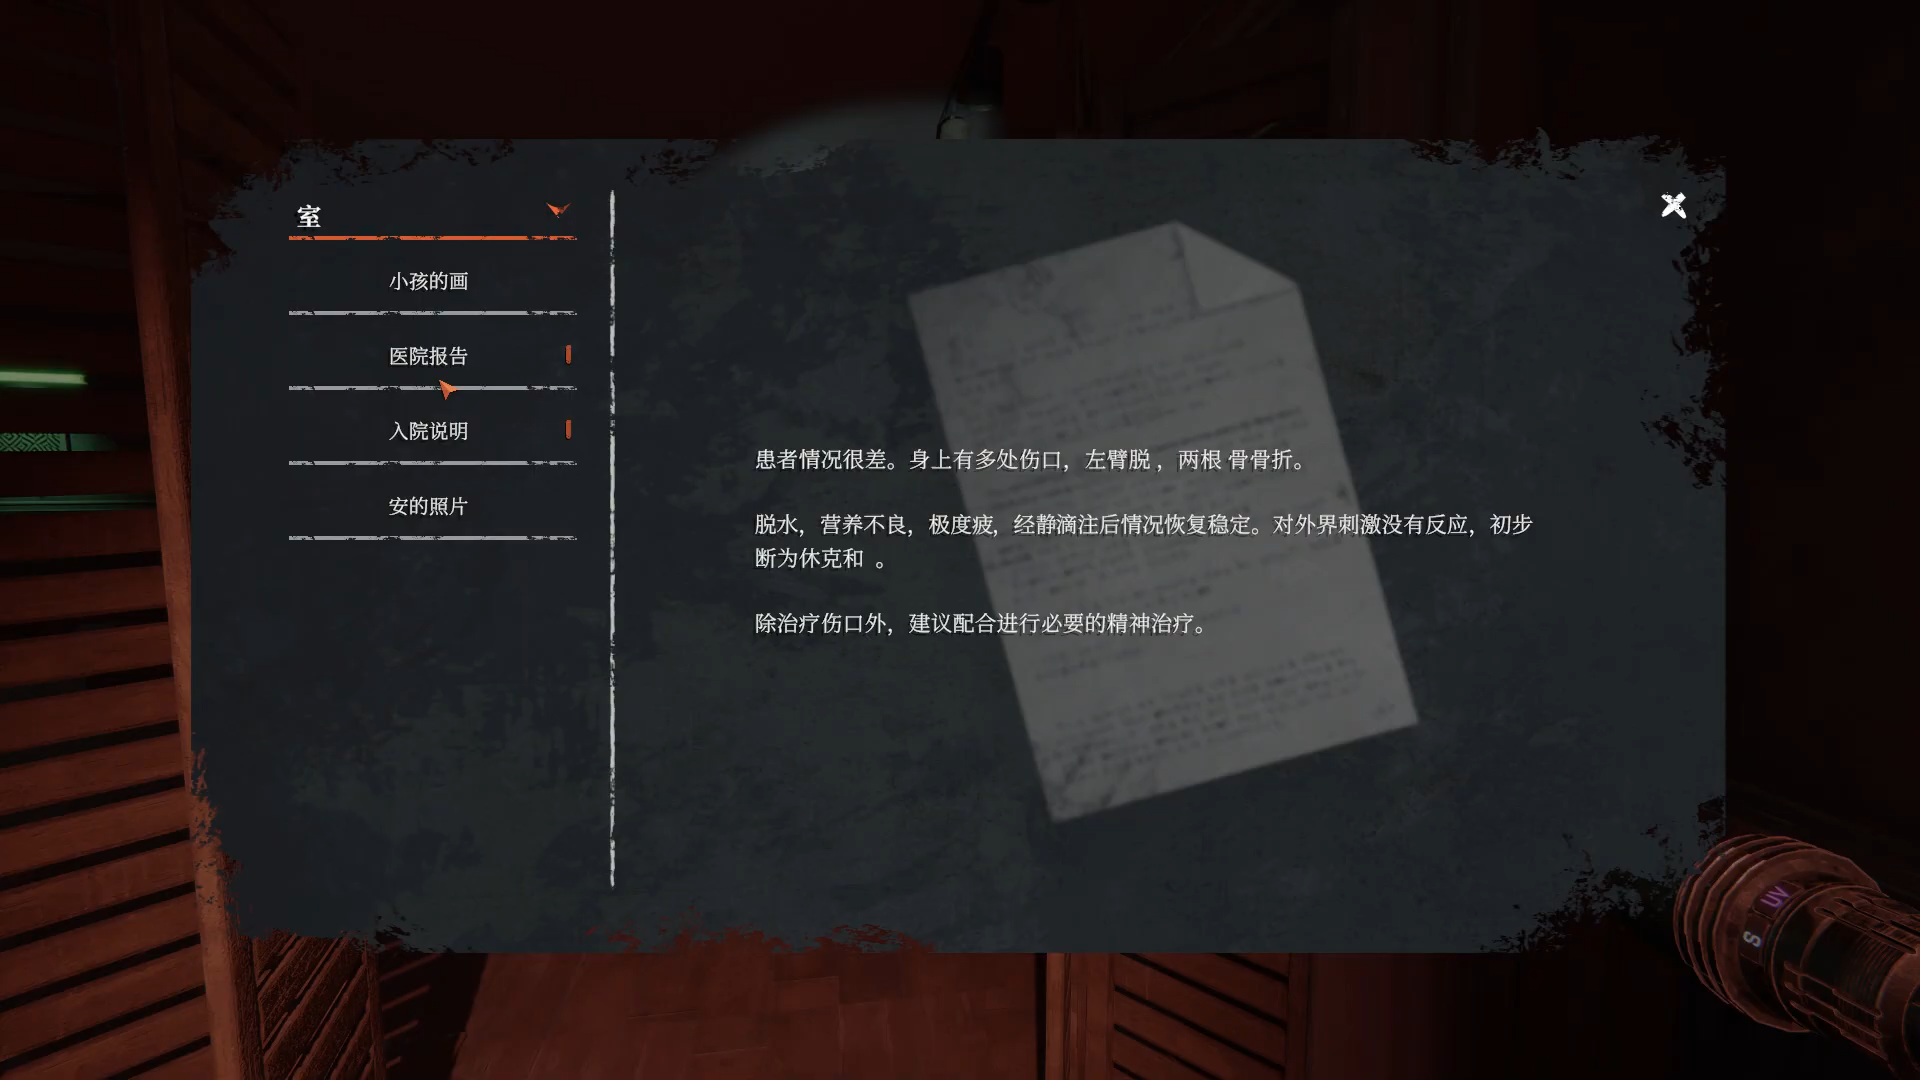 室
小孩的画
医院报告
入院说明
安的照片
患者情况很差。身上有多处伤口，左臂脱 ，两根 骨骨折。
脱水，营养不良，极度疲，经静滴注后情况恢复稳定。对外界刺激没有反应，初步
断为休克和 。
除治疗伤口外，建议配合进行必要的精神治疗。
UV
S